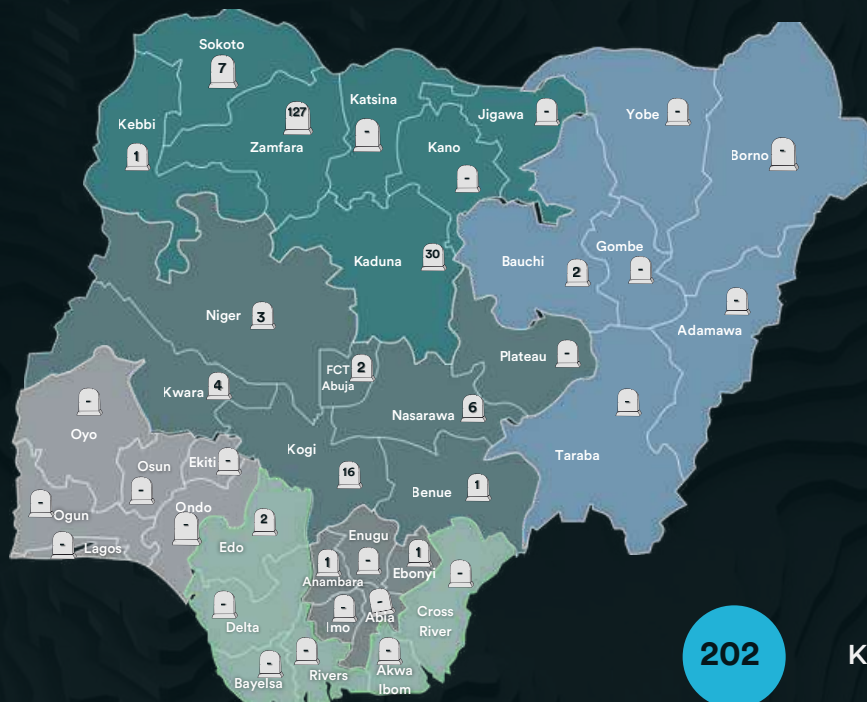 Sokoto
7
Kebbi
1
Zamfara
127
Katsina
-
Kano
-
Jigawa
-
Yobe
-
Borno
-
Kaduna
30
Bauchi
2
Gombe
-
Adamawa
-
Niger
3
FCT
Abuja
2
Plateau
-
Kwara
4
Nasarawa
6
Taraba
-
Oyo
-
Kogi
16
Benue
1
Osun
-
Ekiti
-
Ogun
-
Ondo
-
Lagos
-
Edo
2
Enugu
-
Anambara
1
Ebonyi
1
Imo
-
Abia
-
Cross
River
-
Delta
-
Bayelsa
-
Rivers
-
Akwa
Ibom
-
202
K